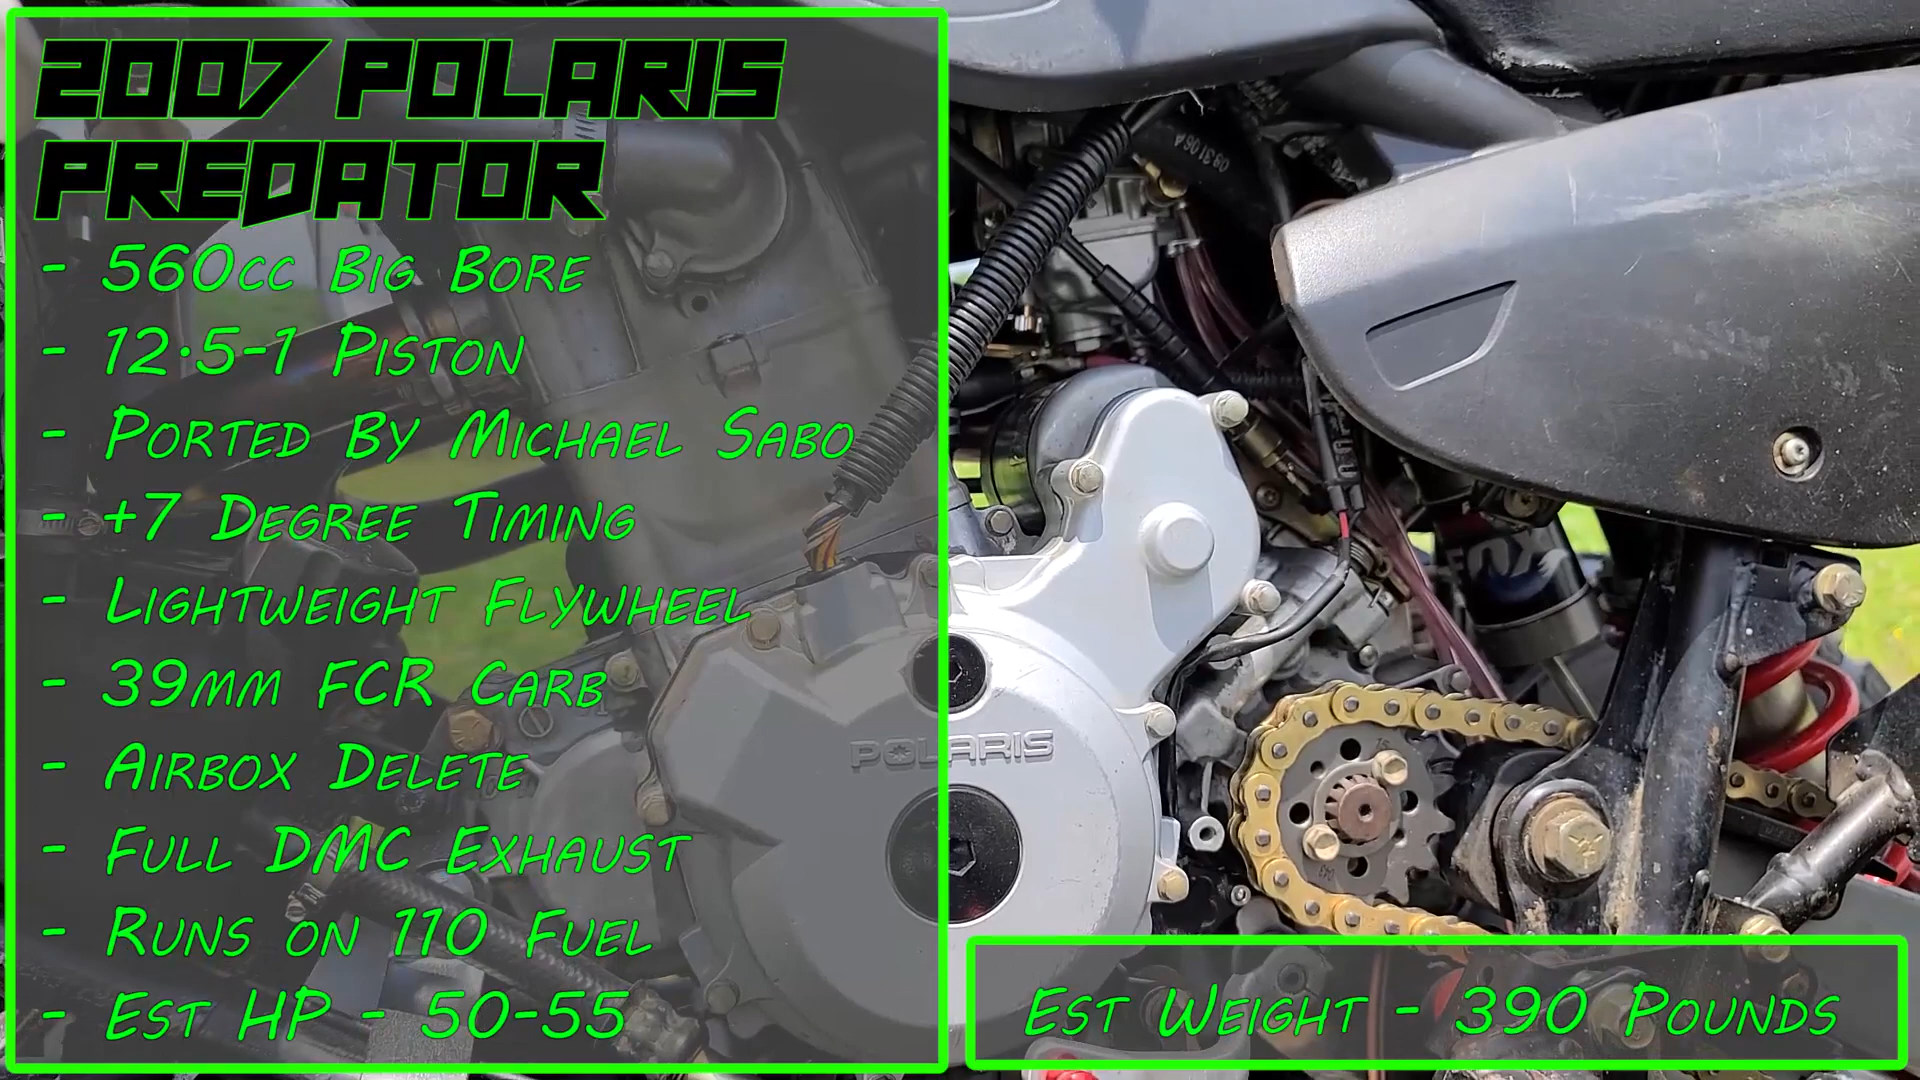 2007 POLARIS
PREDATOR
- 560cc Big Bore
- 12.5-1 Piston
- Ported By Michael Sabo
- +7 Degree Timing
- Lightweight Flywheel
- 39mm FCR Carb
- Airbox Delete
- Full DMC Exhaust
- Runs on 110 Fuel
- Est HP - 50-55
093106A
FOX
POLARIS
Est Weight - 390 Pounds